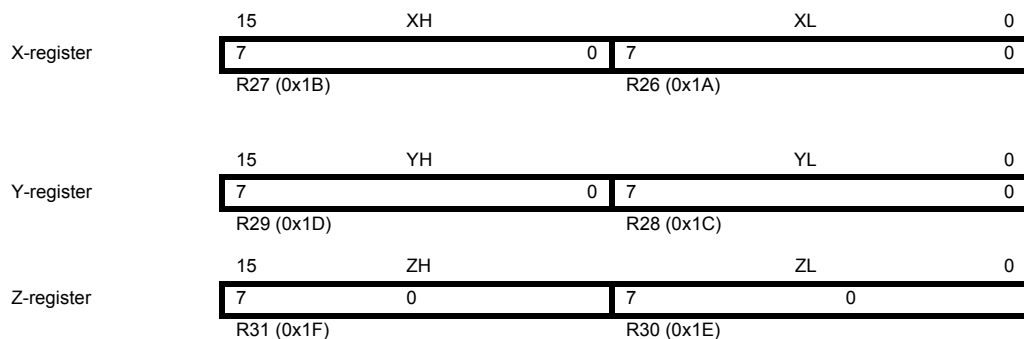 15 XH XL 0
X-register 7 0 7 0
R27 (0x1B) R26 (0x1A)
15 YH YL 0
Y-register 7 0 7 0
R29 (0x1D) R28 (0x1C)
15 ZH ZL 0
Z-register 7 0 7 0
R31 (0x1F) R30 (0x1E)